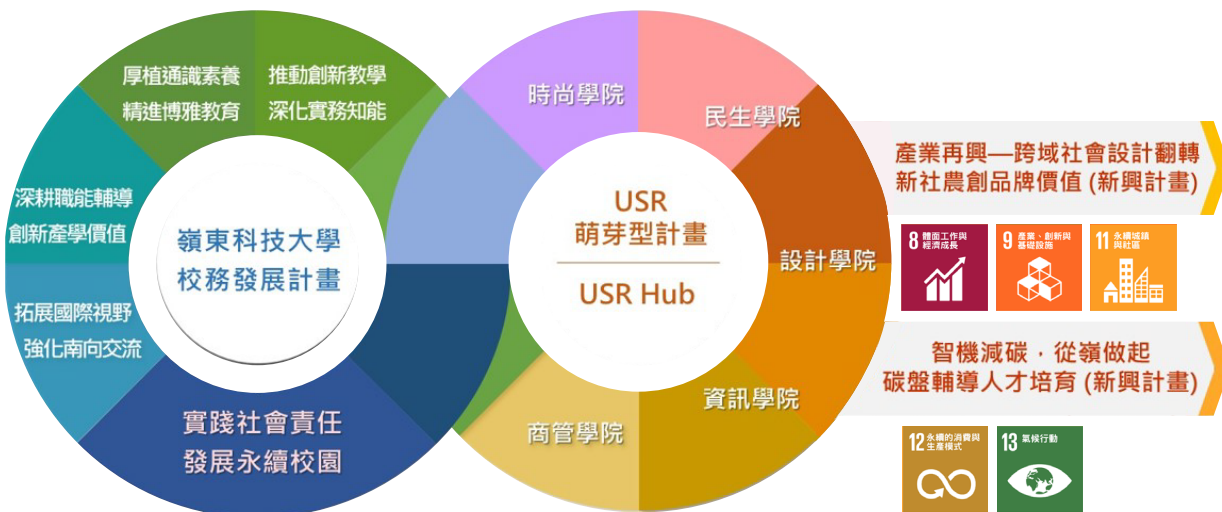 厚植通識素養
精進博雅教育
推動創新教學
深化實務知能
深耕職能輔導
創新產學價值
拓展國際視野
強化南向交流
實踐社會責任
發展永續校園
嶺東科技大學
校務發展計畫
時尚學院
民生學院
設計學院
資訊學院
商管學院
USR
萌芽型計畫
USR Hub
產業再興—跨域社會設計翻轉
新社農創品牌價值 (新興計畫)
8 體面工作與
經濟成長
9 產業、創新與
基礎設施
11 永續城鎮
與社區
智機減碳．從嶺做起
碳盤輔導人才培育 (新興計畫)
12 永續的消費與
生產模式
13 氣候行動